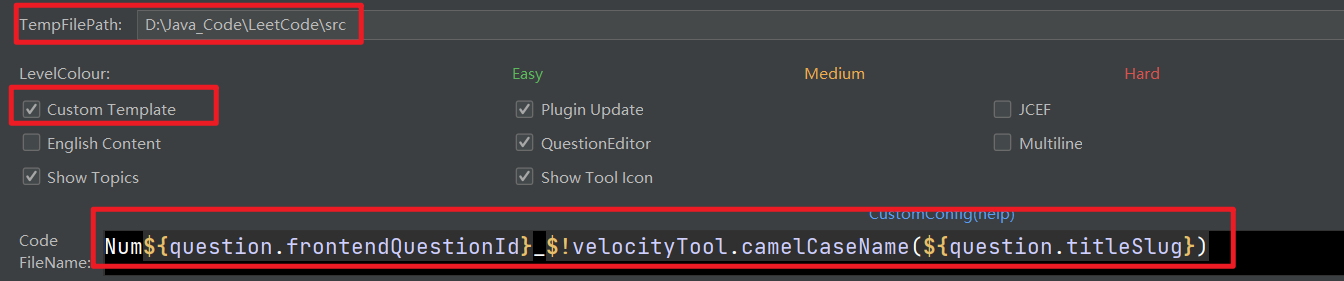 TempFilePath: D:\Java_Code\LeetCode\src
LevelColour: Easy Medium Hard
Custom Template Plugin Update JCEF
English Content QuestionEditor Multiline
Show Topics Show Tool Icon
CustomConfig(help)
Code
FileName: Num${question.frontendQuestionId}_$!velocityTool.camelCaseName(${question.titleSlug})